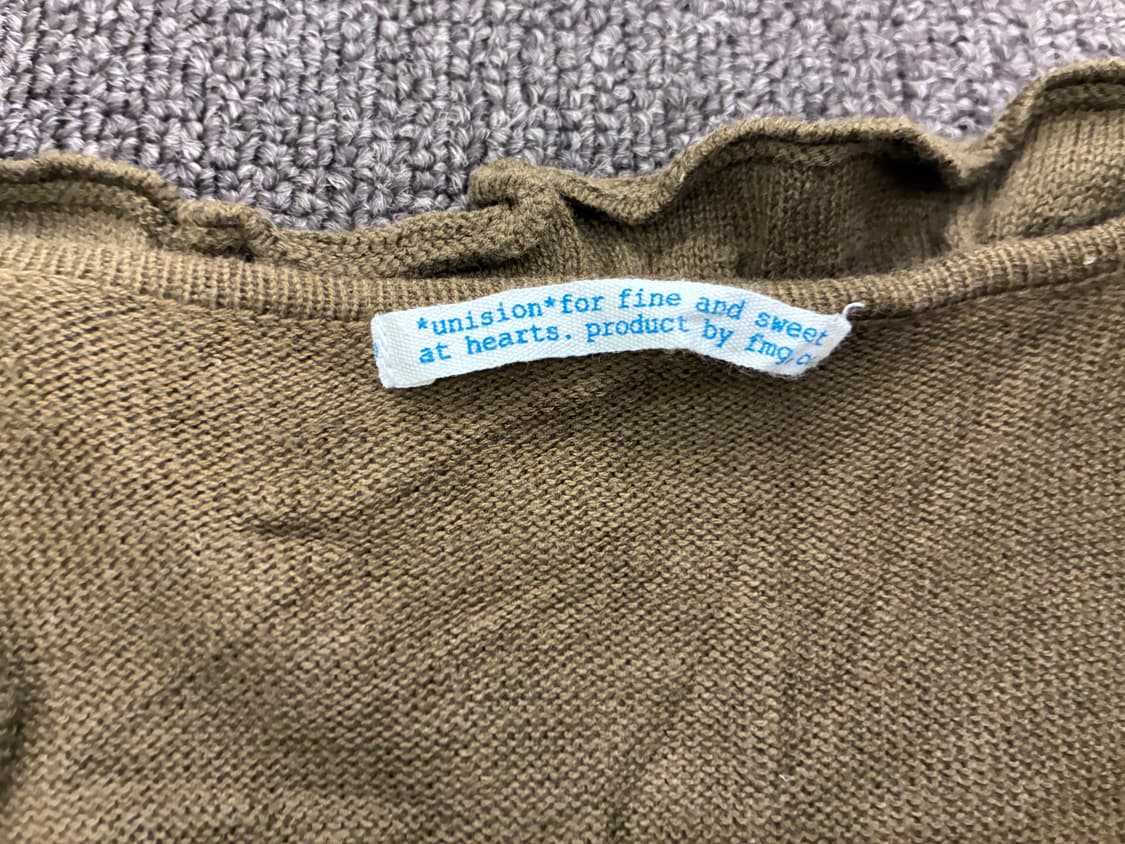 *unision*for fine and sweet
at hearts. product by fmg.c